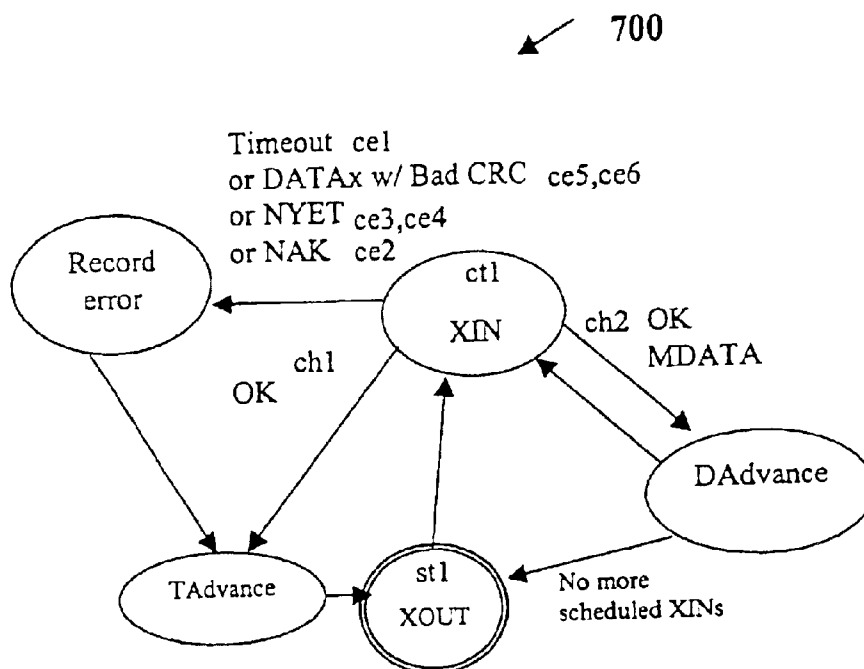 700
Timeout ce1
or DATAx w/ Bad CRC ce5,ce6
or NYET ce3,ce4
or NAK ce2
Record
error
ct1
XIN
ch2 OK
MDATA
ch1
OK
DAdvance
TAdvance
st1
XOUT
No more
scheduled XINs